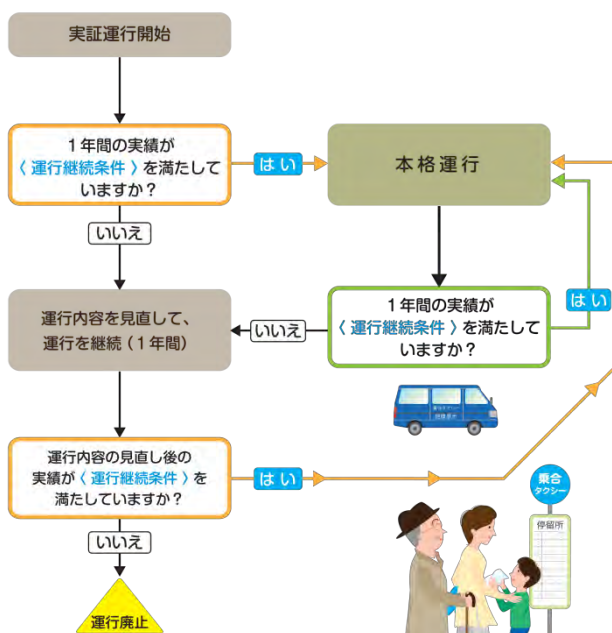 実証運行開始
1年間の実績が
〈 運行継続条件 〉を満たして
いますか？
はい
本格運行
いいえ
1年間の実績が
〈 運行継続条件 〉を満たして
いますか？
はい
いいえ
運行内容を見直して、
運行を継続（1年間）
運行内容の見直し後の
実績が〈 運行継続条件 〉を
満たしていますか？
はい
いいえ
運行廃止
乗合
タクシー
停留所